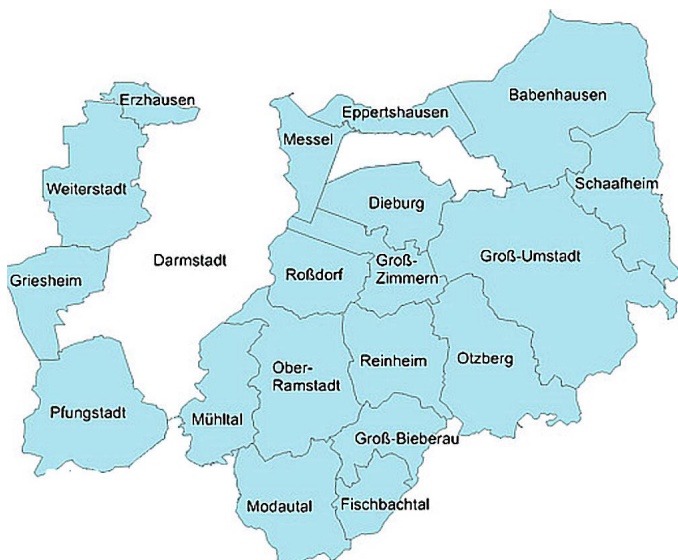 Babenhausen
Erzhausen
Eppertshausen
Messel
Schaafheim
Weiterstadt
Dieburg
Darmstadt
Groß-Umstadt
Groß-
Zimmern
Roßdorf
Griesheim
Reinheim
Otzberg
Ober-
Ramstadt
Pfungstadt
Mühltal
Groß-Bieberau
Modautal
Fischbachtal